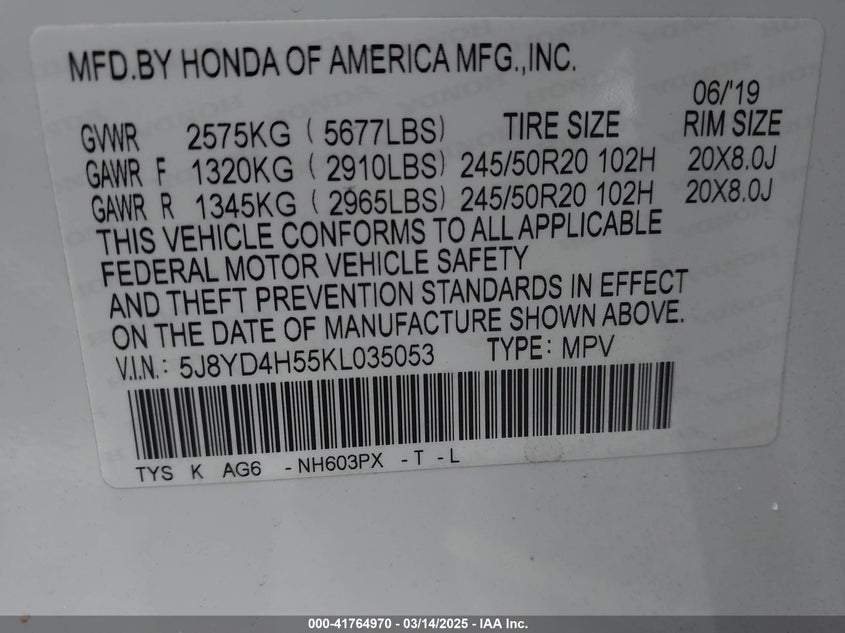 MFD.BY HONDA OF AMERICA MFG.,INC.
06/'19
GVWR 2575KG ( 5677LBS) TIRE SIZE RIM SIZE
GAWR F 1320KG ( 2910LBS) 245/50R20 102H 20X8.0J
GAWR R 1345KG ( 2965LBS) 245/50R20 102H 20X8.0J
THIS VEHICLE CONFORMS TO ALL APPLICABLE
FEDERAL MOTOR VEHICLE SAFETY
AND THEFT PREVENTION STANDARDS IN EFFECT
ON THE DATE OF MANUFACTURE SHOWN ABOVE.
V.I.N.: 5J8YD4H55KL035053 TYPE: MPV
TYS K AG6 -NH603PX -T -L
000-41764970 - 03/14/2025 - IAA Inc.